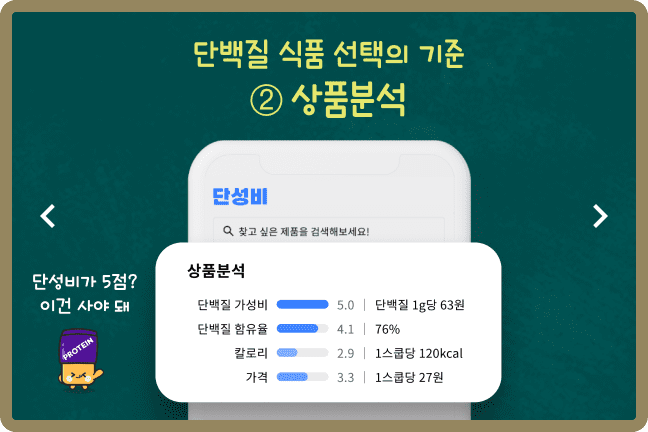 단백질 식품 선택의 기준
② 상품분석
단성비
찾고 싶은 제품을 검색해보세요!
단성비가 5점?
이건 사야 돼
PROTEIN
상품분석
단백질 가성비 5.0 | 단백질 1g당 63원
단백질 함유율 4.1 | 76%
칼로리 2.9 | 1스쿱당 120kcal
가격 3.3 | 1스쿱당 27원